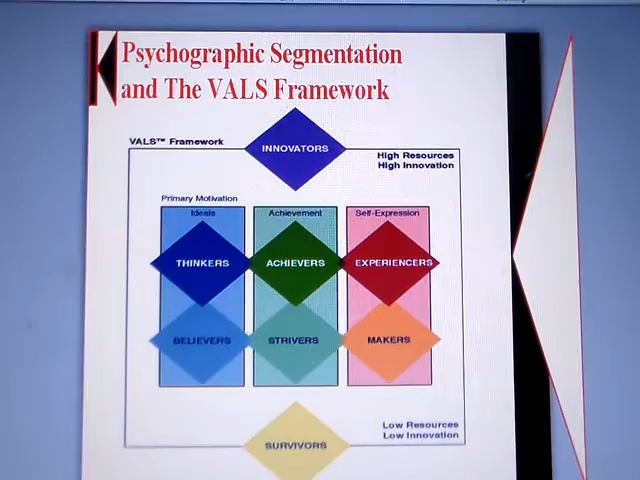 Psychographic Segmentation
and The VALS Framework
VALS™ Framework
INNOVATORS
High Resources
High Innovation
Primary Motivation
Ideals
Achievement
Self-Expression
THINKERS
ACHIEVERS
EXPERIENCERS
BELIEVERS
STRIVERS
MAKERS
Low Resources
Low Innovation
SURVIVORS